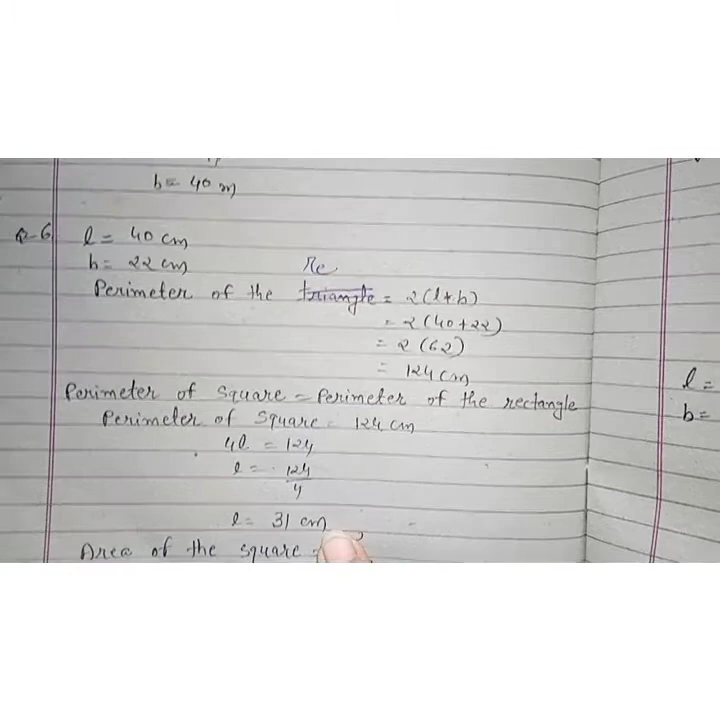 b= 40 m
Q-6 l = 40 cm
b= 22 cm
Re
Perimeter of the triangle = 2(l+b)
= 2(40+22)
= 2 (62)
= 124 cm
Perimeter of square = Perimeter of the rectangle
Perimeter of square = 124 cm
4l = 124
l = 124
4
l = 31 cm
Area of the square =
l =
b=